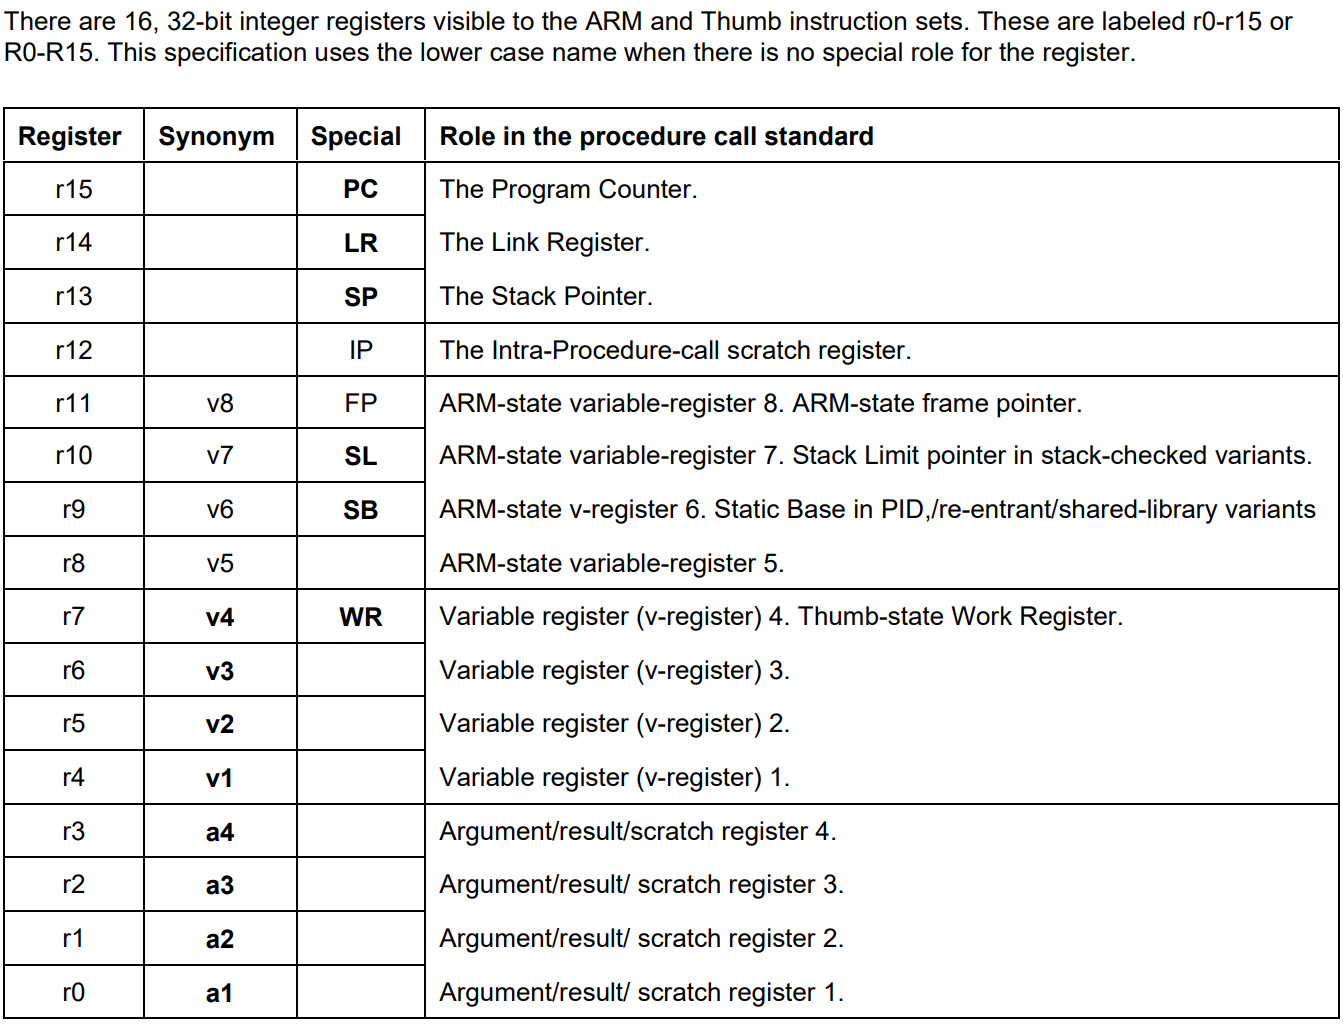 There are 16, 32-bit integer registers visible to the ARM and Thumb instruction sets. These are labeled r0-r15 or
R0-R15. This specification uses the lower case name when there is no special role for the register.
Register Synonym Special Role in the procedure call standard
r15 PC The Program Counter.
r14 LR The Link Register.
r13 SP The Stack Pointer.
r12 IP The Intra-Procedure-call scratch register.
r11 v8 FP ARM-state variable-register 8. ARM-state frame pointer.
r10 v7 SL ARM-state variable-register 7. Stack Limit pointer in stack-checked variants.
r9 v6 SB ARM-state v-register 6. Static Base in PID,/re-entrant/shared-library variants
r8 v5 ARM-state variable-register 5.
r7 v4 WR Variable register (v-register) 4. Thumb-state Work Register.
r6 v3 Variable register (v-register) 3.
r5 v2 Variable register (v-register) 2.
r4 v1 Variable register (v-register) 1.
r3 a4 Argument/result/scratch register 4.
r2 a3 Argument/result/ scratch register 3.
r1 a2 Argument/result/ scratch register 2.
r0 a1 Argument/result/ scratch register 1.